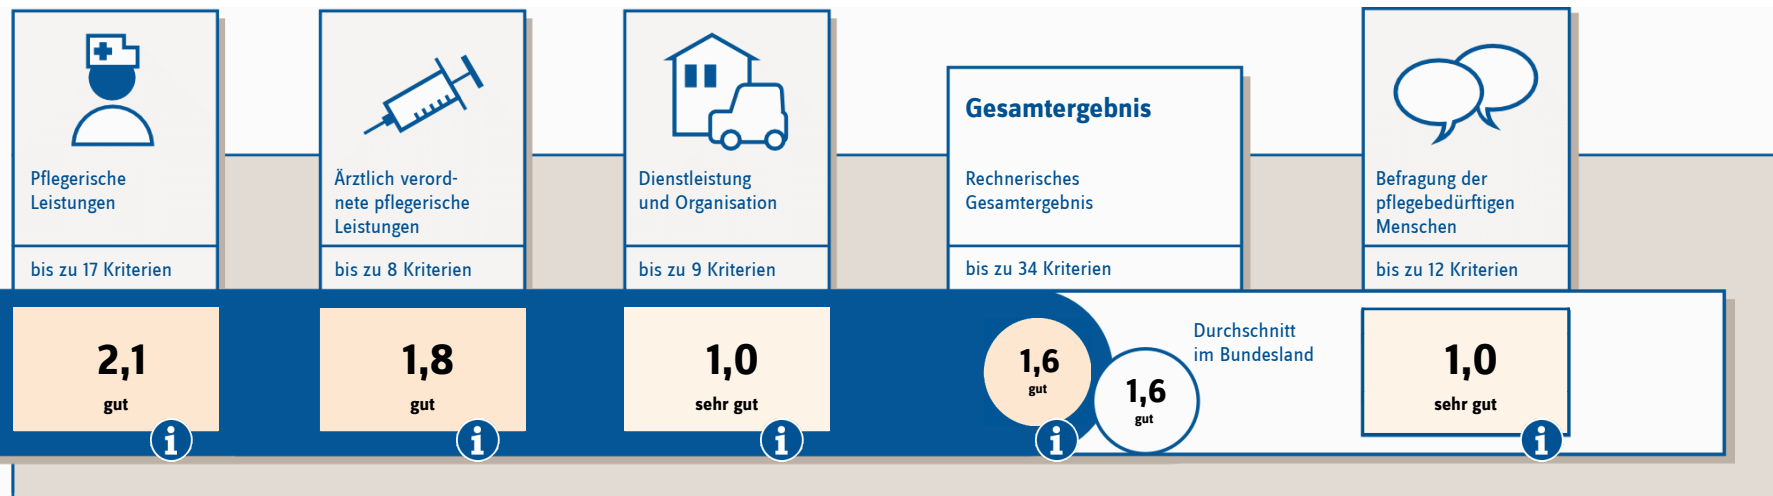 Pflegerische
Leistungen
bis zu 17 Kriterien
2,1
gut
i
Ärztlich verord-
nete pflegerische
Leistungen
bis zu 8 Kriterien
1,8
gut
i
Dienstleistung
und Organisation
bis zu 9 Kriterien
1,0
sehr gut
i
Gesamtergebnis
Rechnerisches
Gesamtergebnis
bis zu 34 Kriterien
1,6
gut
i
Durchschnitt
im Bundesland
1,6
gut
Befragung der
pflegebedürftigen
Menschen
bis zu 12 Kriterien
1,0
sehr gut
i